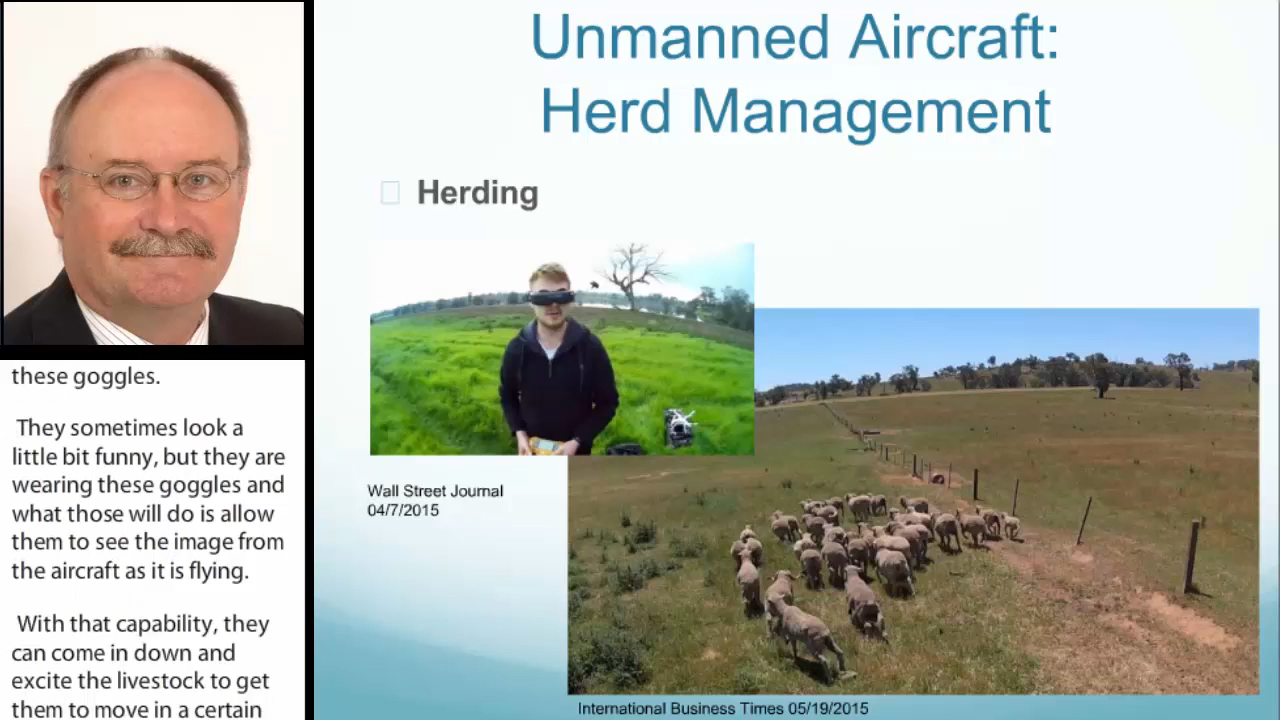 Unmanned Aircraft:
Herd Management
Herding
Wall Street Journal
04/7/2015
International Business Times 05/19/2015
these goggles.
They sometimes look a
little bit funny, but they are
wearing these goggles and
what those will do is allow
them to see the image from
the aircraft as it is flying.
With that capability, they
can come in down and
excite the livestock to get
them to move in a certain